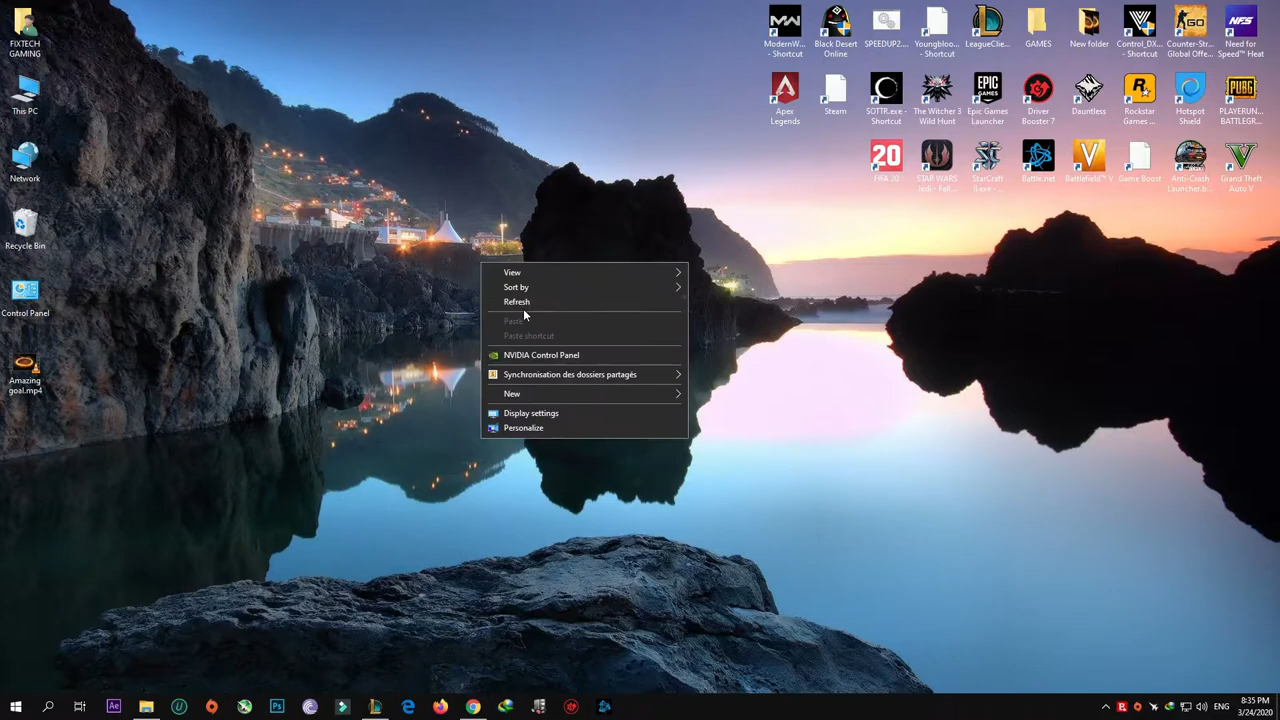 FIXTECH
GAMING
This PC
Network
Recycle Bin
Control Panel
Amazing
goal.mp4
ModernW...
- Shortcut
Black Desert
Online
SPEEDUP2....
Youngbloo...
- Shortcut
LeagueClie...
GAMES
New folder
Control_DX...
- Shortcut
Counter-Str...
Global Offe...
Need for
Speed™ Heat
Apex
Legends
Steam
SOTTR.exe -
Shortcut
The Witcher 3
Wild Hunt
Epic Games
Launcher
Driver
Booster 7
Dauntless
Rockstar
Games ...
Hotspot
Shield
PLAYERUN...
BATTLEGR...
FIFA 20
STAR WARS
Jedi - Fall...
StarCraft
II.exe -...
Battle.net
Battlefield™ V
Game Boost
Anti-Crash
Launcher.b...
Grand Theft
Auto V
View
Sort by
Refresh
Paste
Paste shortcut
NVIDIA Control Panel
Synchronisation des dossiers partagés
New
Display settings
Personalize
ENG
8:35 PM
3/24/2020